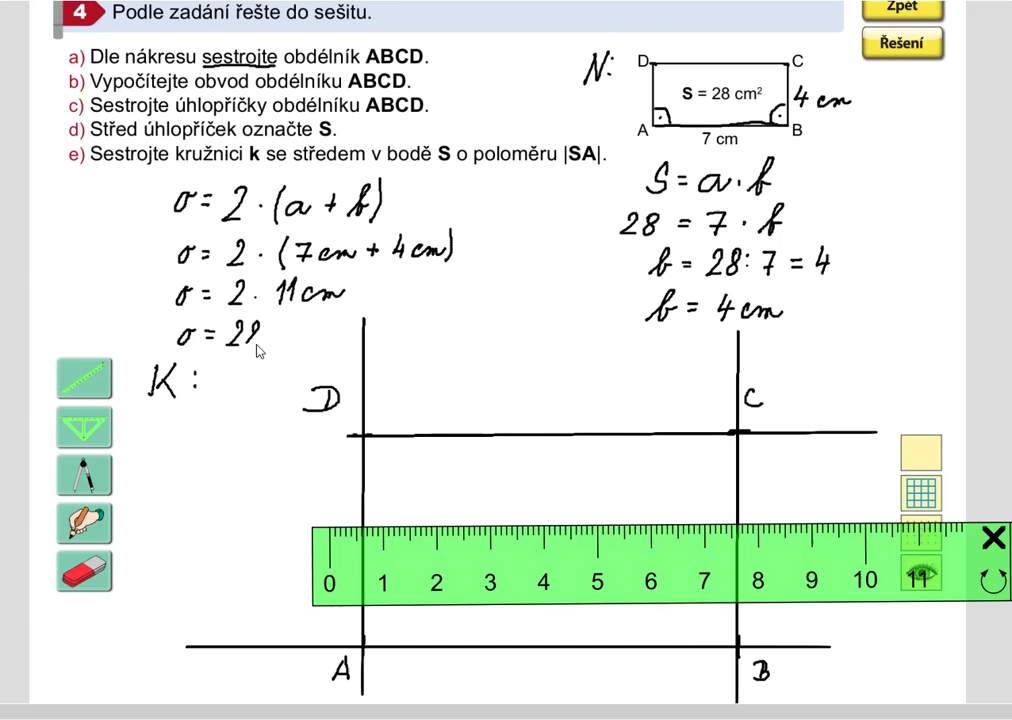 4 Podle zadání řešte do sešitu.
Zpět
Řešení
a) Dle nákresu sestrojte obdélník ABCD.
b) Vypočítejte obvod obdélníku ABCD.
c) Sestrojte úhlopříčky obdélníku ABCD.
d) Střed úhlopříček označte S.
e) Sestrojte kružnici k se středem v bodě S o poloměru |SA|.
N:
D C
S = 28 cm² 4 cm
A B
7 cm
S = a · b
28 = 7 · b
b = 28 : 7 = 4
b = 4 cm
o = 2 · (a + b)
o = 2 · (7 cm + 4 cm)
o = 2 · 11 cm
o = 22
K:
D C
0 1 2 3 4 5 6 7 8 9 10 11
A B